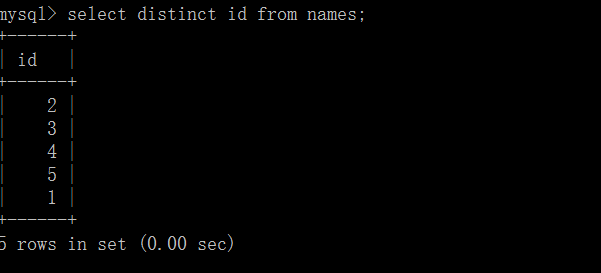 mysql> select distinct id from names;
+------+
| id   |
+------+
|    2 |
|    3 |
|    4 |
|    5 |
|    1 |
+------+
5 rows in set (0.00 sec)